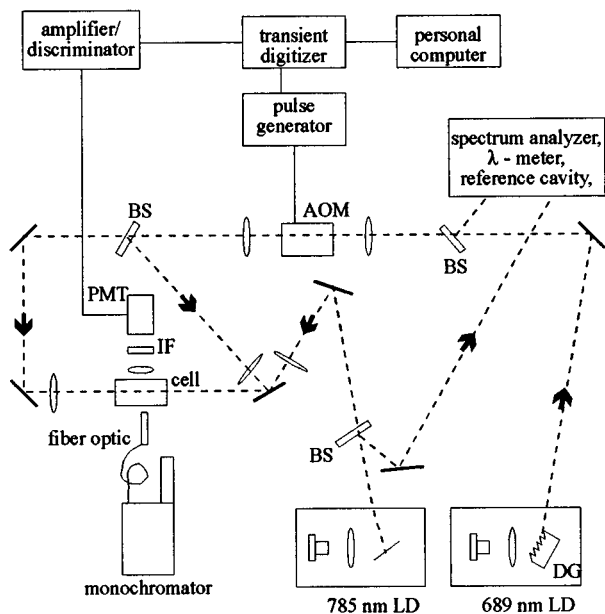 amplifier/
discriminator
transient
digitizer
personal
computer
pulse
generator
spectrum analyzer,
λ - meter,
reference cavity,
BS
AOM
BS
PMT
IF
cell
fiber optic
BS
monochromator
DG
785 nm LD
689 nm LD